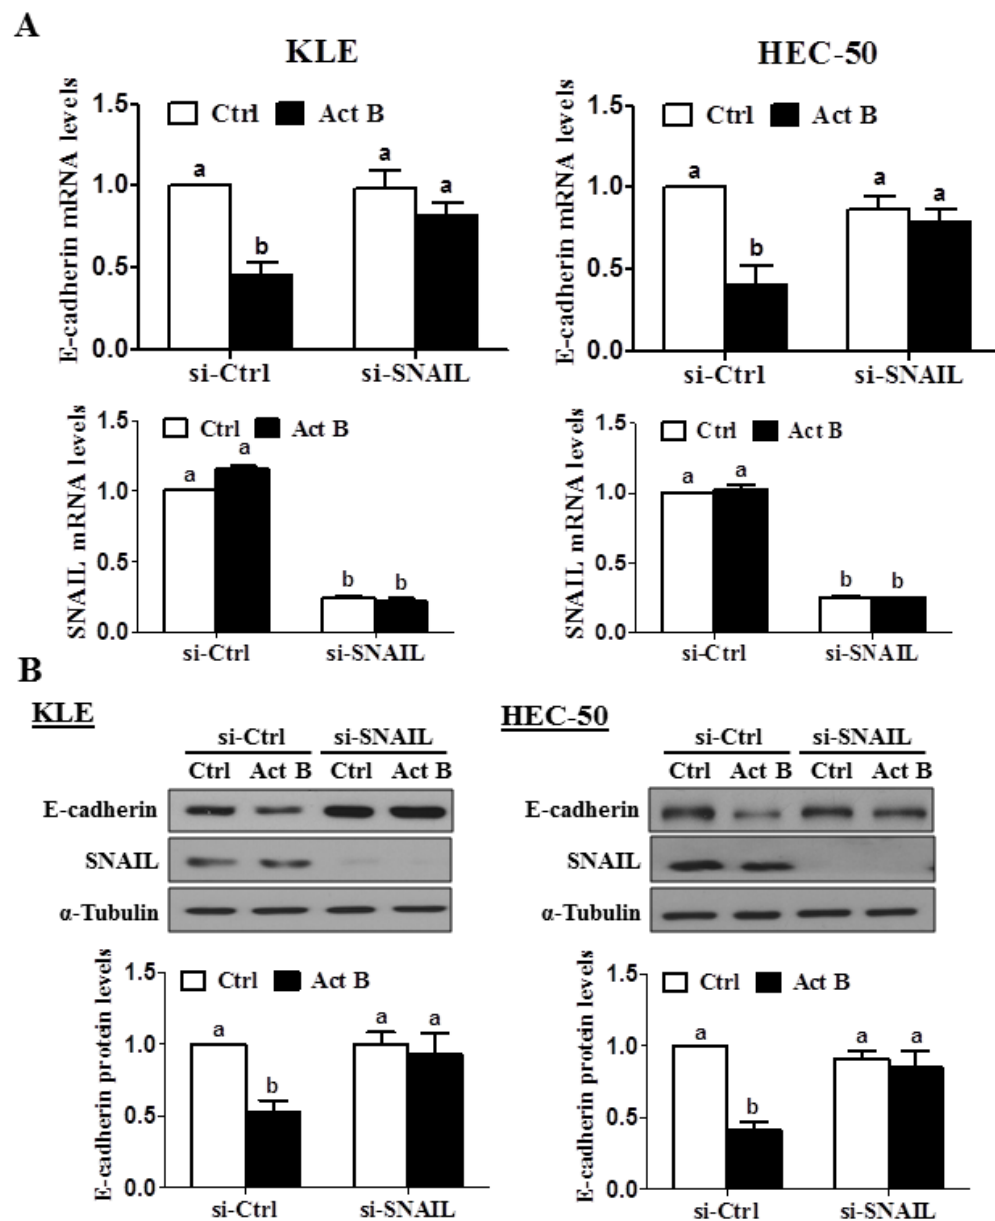 A
KLE
HEC-50
E-cadherin mRNA levels
1.5
1.0
0.5
0.0
Ctrl Act B
a b a a
si-Ctrl si-SNAIL
E-cadherin mRNA levels
1.5
1.0
0.5
0.0
Ctrl Act B
a b a a
si-Ctrl si-SNAIL
SNAIL mRNA levels
1.5
1.0
0.5
0.0
Ctrl Act B
a a b b
si-Ctrl si-SNAIL
SNAIL mRNA levels
1.5
1.0
0.5
0.0
Ctrl Act B
a a b b
si-Ctrl si-SNAIL
B
KLE
si-Ctrl si-SNAIL
Ctrl Act B Ctrl Act B
E-cadherin
SNAIL
α-Tubulin
HEC-50
si-Ctrl si-SNAIL
Ctrl Act B Ctrl Act B
E-cadherin
SNAIL
α-Tubulin
E-cadherin protein levels
1.5
1.0
0.5
0.0
Ctrl Act B
a b a a
si-Ctrl si-SNAIL
E-cadherin protein levels
1.5
1.0
0.5
0.0
Ctrl Act B
a b a a
si-Ctrl si-SNAIL